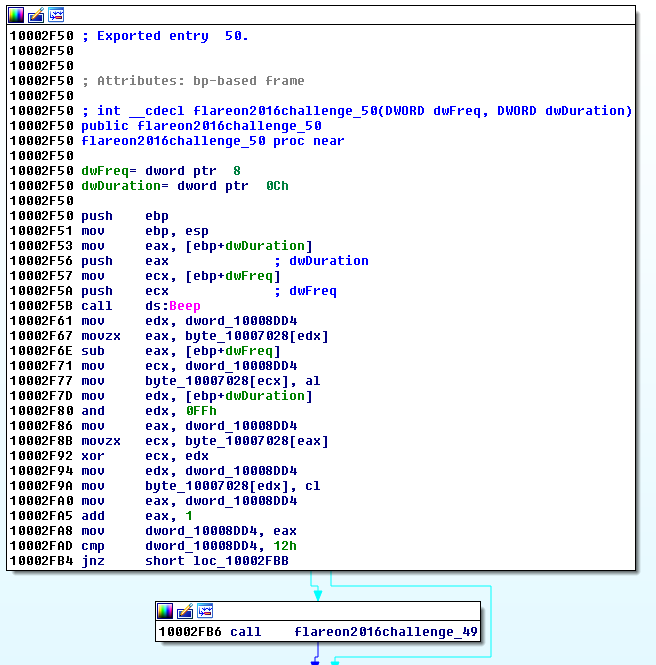 10002F50 ; Exported entry  50.
10002F50
10002F50
10002F50 ; Attributes: bp-based frame
10002F50
10002F50 ; int __cdecl flareon2016challenge_50(DWORD dwFreq, DWORD dwDuration)
10002F50 public flareon2016challenge_50
10002F50 flareon2016challenge_50 proc near
10002F50
10002F50 dwFreq= dword ptr  8
10002F50 dwDuration= dword ptr  0Ch
10002F50
10002F50 push    ebp
10002F51 mov     ebp, esp
10002F53 mov     eax, [ebp+dwDuration]
10002F56 push    eax             ; dwDuration
10002F57 mov     ecx, [ebp+dwFreq]
10002F5A push    ecx             ; dwFreq
10002F5B call    ds:Beep
10002F61 mov     edx, dword_10008DD4
10002F67 movzx   eax, byte_10007028[edx]
10002F6E sub     eax, [ebp+dwFreq]
10002F71 mov     ecx, dword_10008DD4
10002F77 mov     byte_10007028[ecx], al
10002F7D mov     edx, [ebp+dwDuration]
10002F80 and     edx, 0FFh
10002F86 mov     eax, dword_10008DD4
10002F8B movzx   ecx, byte_10007028[eax]
10002F92 xor     ecx, edx
10002F94 mov     edx, dword_10008DD4
10002F9A mov     byte_10007028[edx], cl
10002FA0 mov     eax, dword_10008DD4
10002FA5 add     eax, 1
10002FA8 mov     dword_10008DD4, eax
10002FAD cmp     dword_10008DD4, 12h
10002FB4 jnz     short loc_10002FBB
10002FB6 call    flareon2016challenge_49